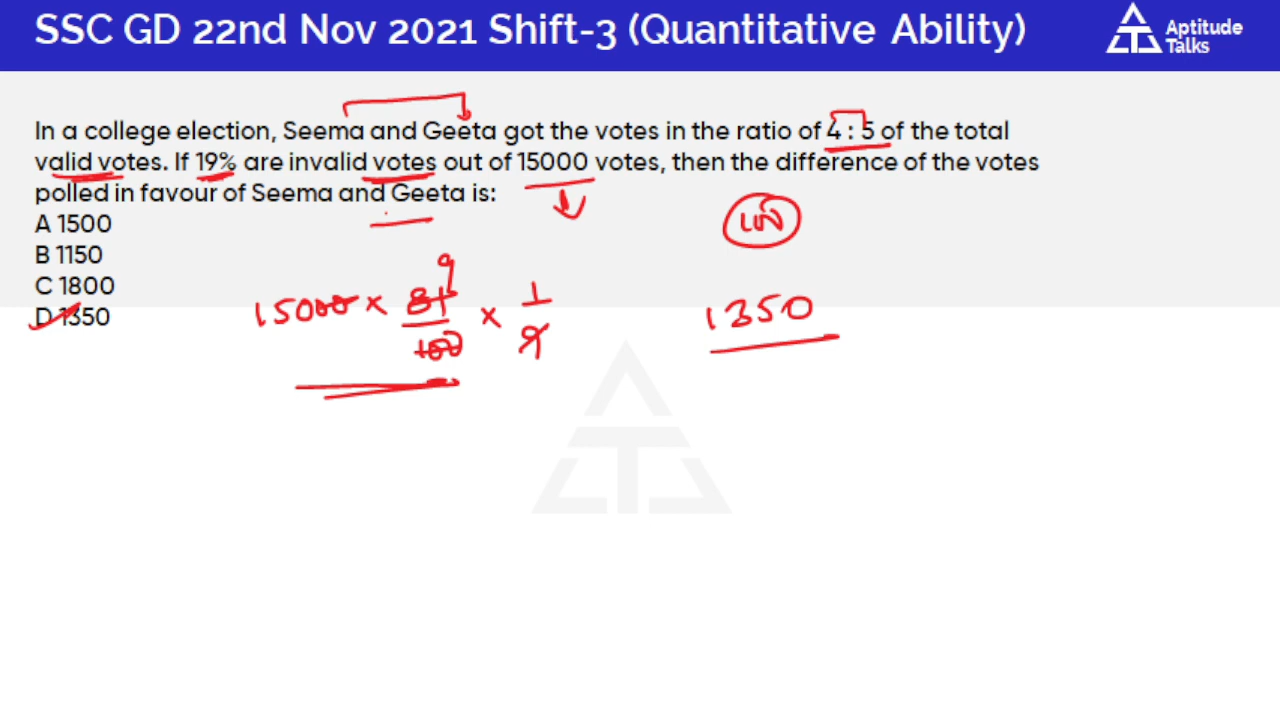 SSC GD 22nd Nov 2021 Shift-3 (Quantitative Ability)
Aptitude
Talks
In a college election, Seema and Geeta got the votes in the ratio of 4 : 5 of the total
valid votes. If 19% are invalid votes out of 15000 votes, then the difference of the votes
polled in favour of Seema and Geeta is:
A 1500
B 1150
C 1800
D 1350
9
15000 × 81/100 × 1/9
1350